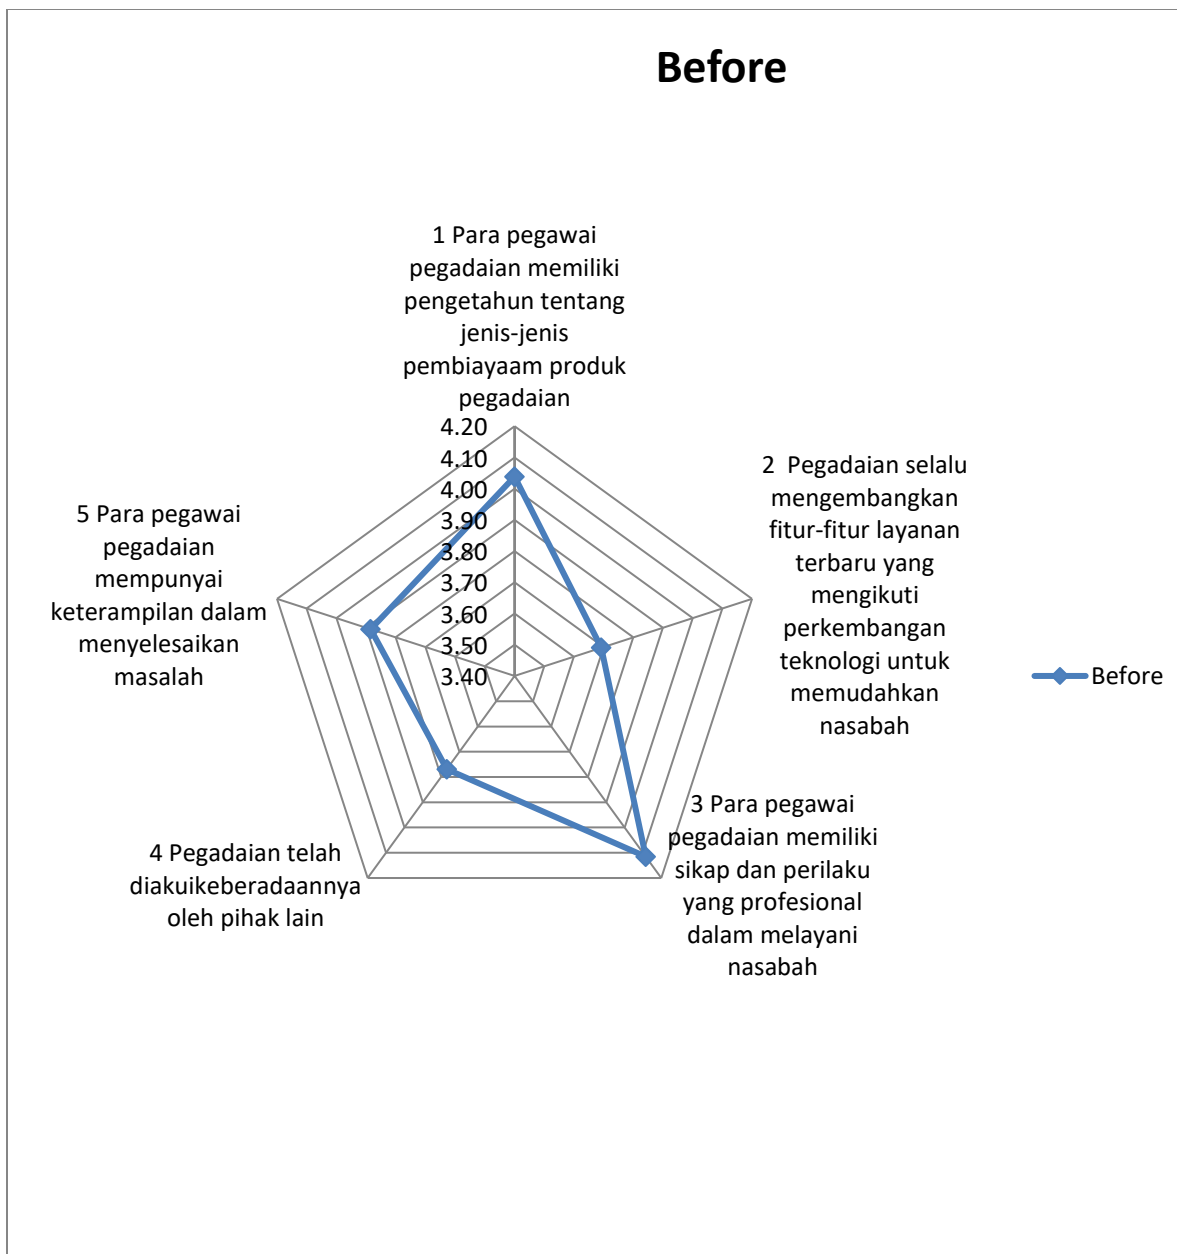 Before
1 Para pegawai
pegadaian memiliki
pengetahun tentang
jenis-jenis
pembiayaam produk
pegadaian
4.20
4.10
4.00
3.90
3.80
3.70
3.60
3.50
3.40
2  Pegadaian selalu
mengembangkan
fitur-fitur layanan
terbaru yang
mengikuti
perkembangan
teknologi untuk
memudahkan
nasabah
3 Para pegawai
pegadaian memiliki
sikap dan perilaku
yang profesional
dalam melayani
nasabah
4 Pegadaian telah
diakuikeberadaannya
oleh pihak lain
5 Para pegawai
pegadaian
mempunyai
keterampilan dalam
menyelesaikan
masalah
Before